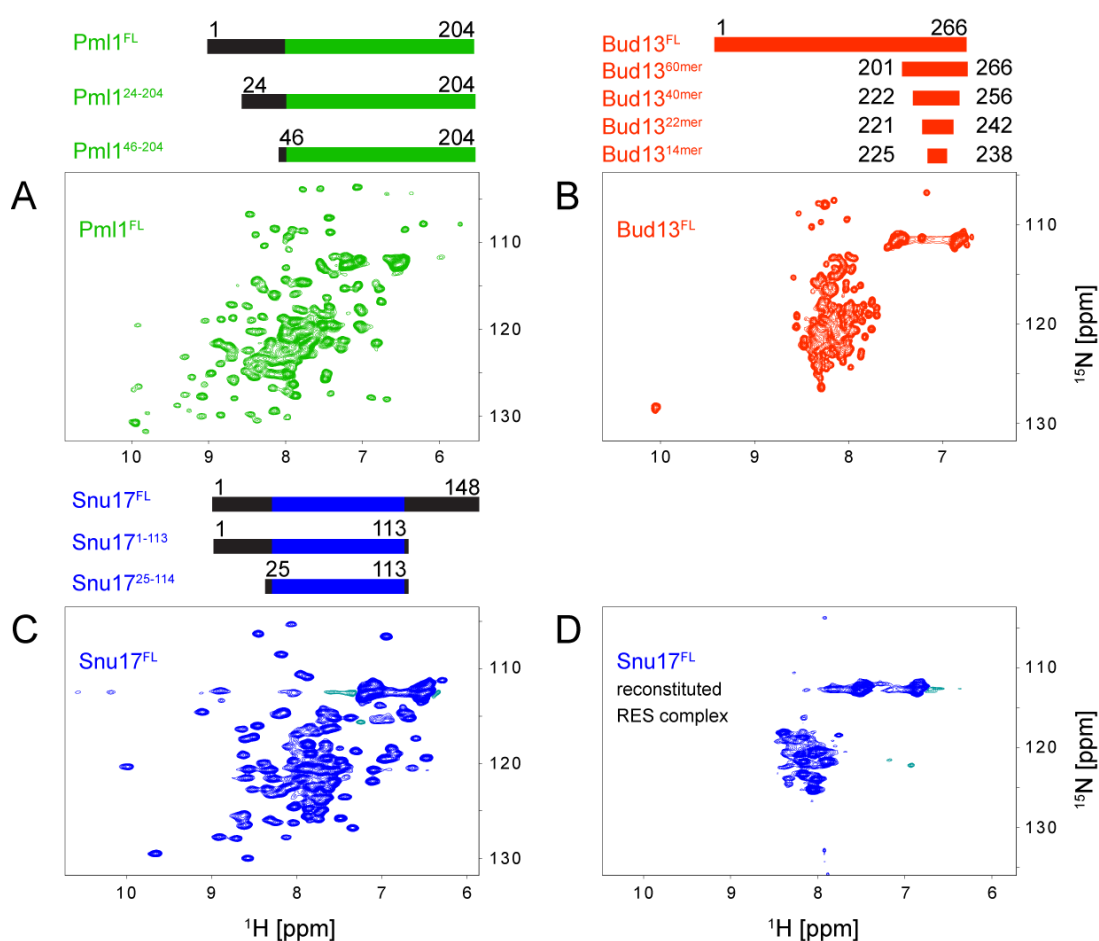 1 204
Pml1FL
24 204
Pml124-204
46 204
Pml146-204
1 266
Bud13FL
201 266
Bud1360mer
222 256
Bud1340mer
221 242
Bud1322mer
225 238
Bud1314mer
A
Pml1FL
110
120
130
10 9 8 7 6
B
Bud13FL
110
120
130
15N [ppm]
10 9 8 7
1 148
Snu17FL
1 113
Snu171-113
25 113
Snu1725-114
C
Snu17FL
110
120
130
10 9 8 7 6
1H [ppm]
D
Snu17FL
reconstituted
RES complex
110
120
130
15N [ppm]
10 9 8 7 6
1H [ppm]